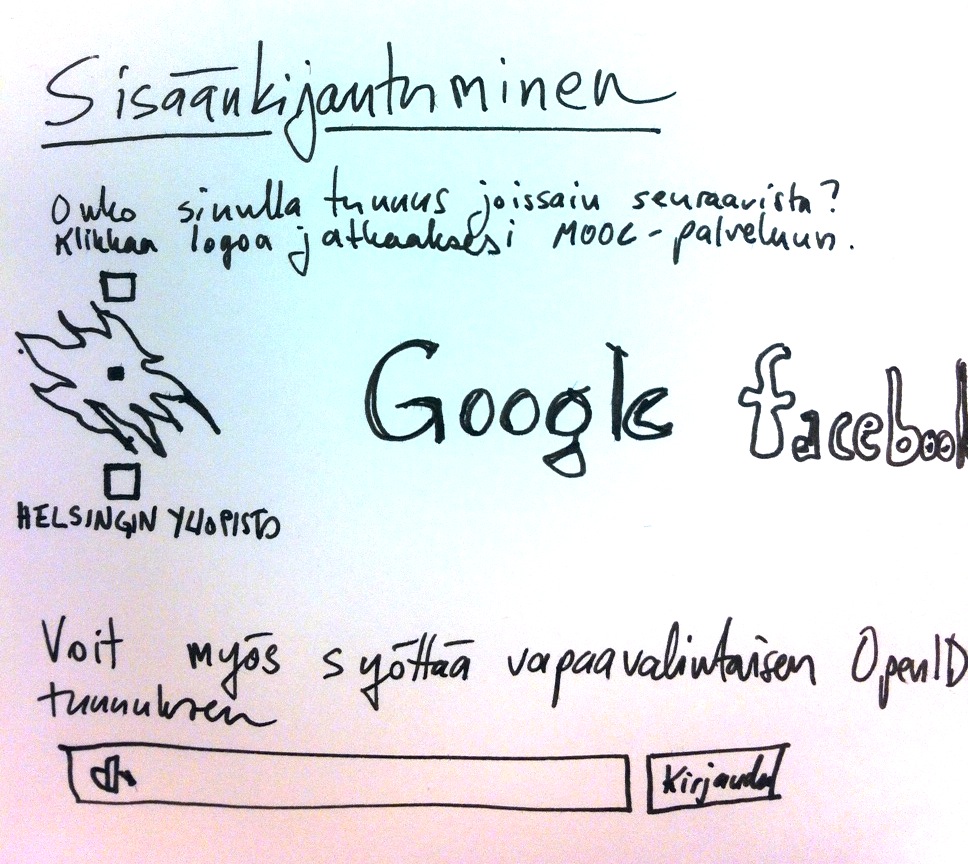 Sisäänkijautuminen
Onko sinulla tunnus joissain seuraavista?
Klikkaa logoa jatkaaksesi MOOC-palveluun.
Google facebook
HELSINGIN YLIOPISTO
Voit myös syöttää vapaavalintaisen OpenID
tunnuksen
Kirjaudu